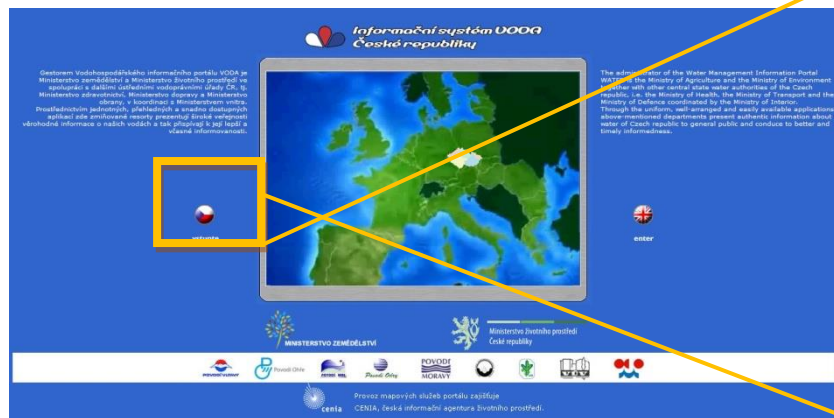 informační systém VODA
České republiky
Gestorem Vodohospodářského informačního portálu VODA je
Ministerstvo zemědělství a Ministerstvo životního prostředí ve
spolupráci s dalšími ústředními vodoprávními úřady ČR, tj.
Ministerstvo zdravotnictví, Ministerstvo dopravy a Ministerstvo
obrany, v koordinaci s Ministerstvem vnitra.
Prostřednictvím jednotných, přehledných a snadno dostupných
aplikací zde zmiňované resorty prezentují široké veřejnosti
věrohodné informace o našich vodách a tak přispívají k její lepší a
včasné informovanosti.
The administrator of the Water Management Information Portal
WATER is the Ministry of Agriculture and the Ministry of Environment
together with other central state water authorities of the Czech
republic, i.e. the Ministry of Health, the Ministry of Transport and the
Ministry of Defence coordinated by the Ministry of Interior.
Through the uniform, well-arranged and easily available applications
above-mentioned departments present authentic information about
water of Czech republic to general public and conduce to better and
timely informedness.
enter
MINISTERSTVO ZEMĚDĚLSTVÍ
Ministerstvo životního prostředí
České republiky
Povodí Ohře
Povodí Odry
POVODÍ
MORAVY
cenia
Provoz mapových služeb portálu zajišťuje
CENIA, česká informační agentura životního prostředí.